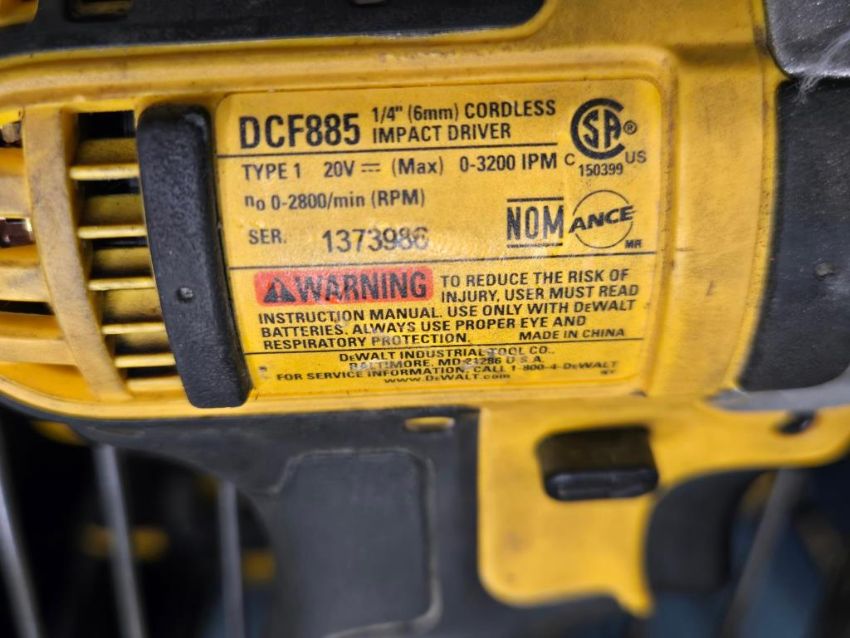 DCF885 1/4" (6mm) CORDLESS
IMPACT DRIVER
TYPE 1 20V ⎓ (Max) 0-3200 IPM
n₀ 0-2800/min (RPM)
SER. 1373986
CSA®
C US
150399
NOM ANCE
MR
WARNING TO REDUCE THE RISK OF
INJURY, USER MUST READ
INSTRUCTION MANUAL. USE ONLY WITH DEWALT
BATTERIES. ALWAYS USE PROPER EYE AND
RESPIRATORY PROTECTION. MADE IN CHINA
DEWALT INDUSTRIAL TOOL CO.,
BALTIMORE, MD 21286 U.S.A.
FOR SERVICE INFORMATION, CALL 1-800-4-DEWALT
www.DEWALT.com